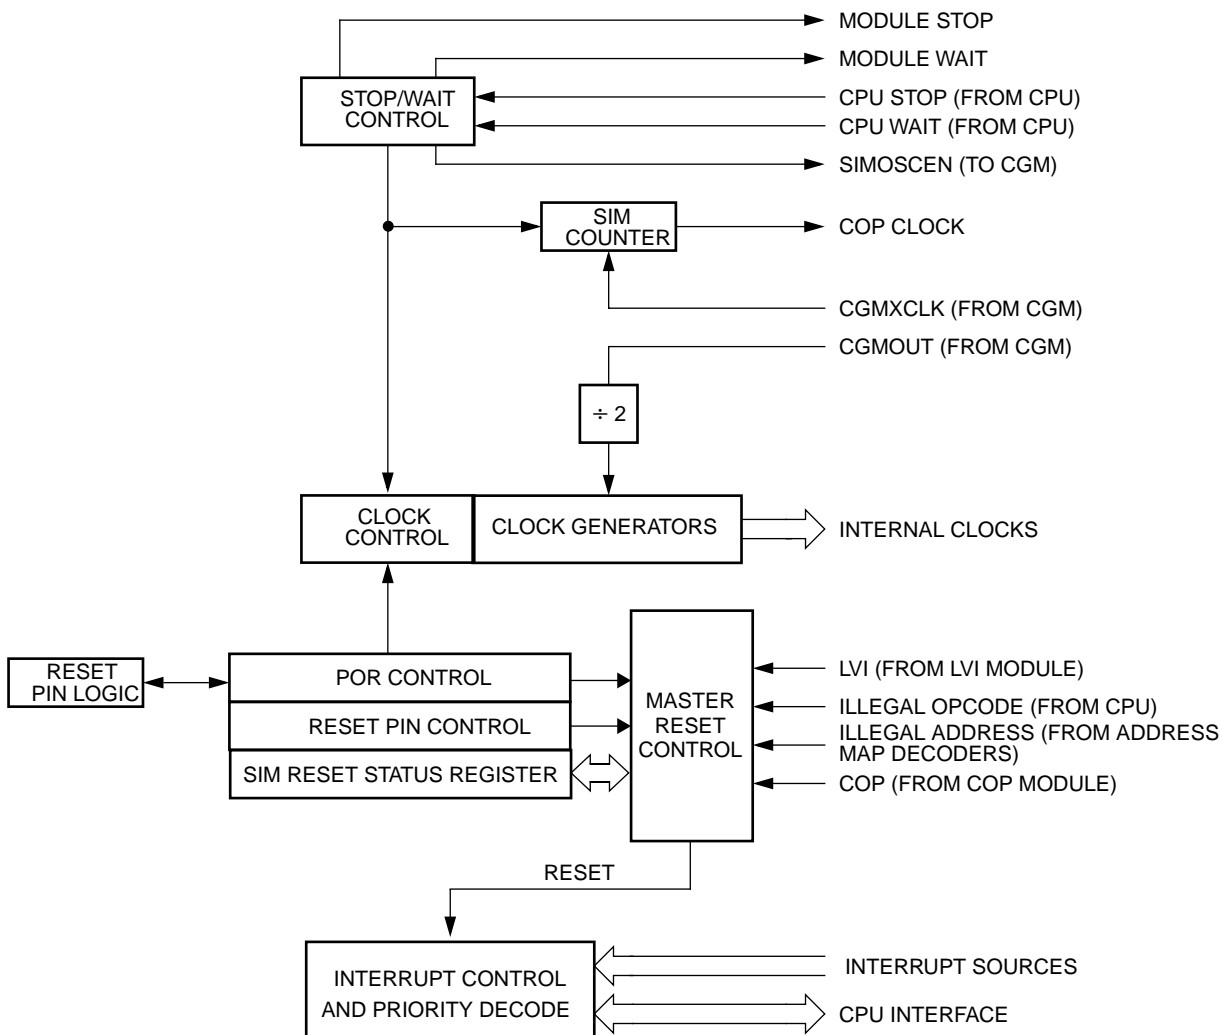 MODULE STOP
MODULE WAIT
STOP/WAIT
CONTROL
CPU STOP (FROM CPU)
CPU WAIT (FROM CPU)
SIMOSCEN (TO CGM)
SIM
COUNTER
COP CLOCK
CGMXCLK (FROM CGM)
CGMOUT (FROM CGM)
÷ 2
CLOCK
CONTROL
CLOCK GENERATORS
INTERNAL CLOCKS
RESET
PIN LOGIC
POR CONTROL
RESET PIN CONTROL
SIM RESET STATUS REGISTER
MASTER
RESET
CONTROL
LVI (FROM LVI MODULE)
ILLEGAL OPCODE (FROM CPU)
ILLEGAL ADDRESS (FROM ADDRESS
MAP DECODERS)
COP (FROM COP MODULE)
RESET
INTERRUPT CONTROL
AND PRIORITY DECODE
INTERRUPT SOURCES
CPU INTERFACE